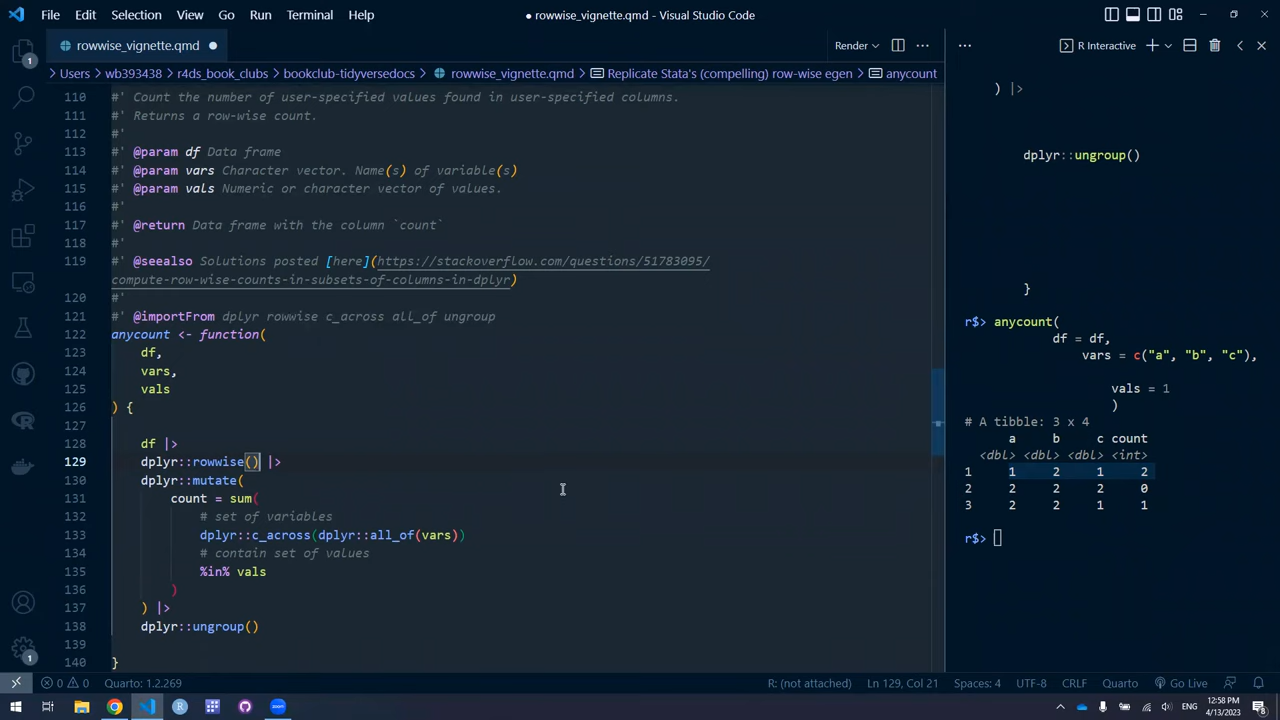 File Edit Selection View Go Run Terminal Help
● rowwise_vignette.qmd - Visual Studio Code
rowwise_vignette.qmd ●
Render
R Interactive
Users > wb393438 > r4ds_book_clubs > bookclub-tidyversedocs > rowwise_vignette.qmd > Replicate Stata's (compelling) row-wise egen > anycount
110 #' Count the number of user-specified values found in user-specified columns.
111 #' Returns a row-wise count.
112 #'
113 #' @param df Data frame
114 #' @param vars Character vector. Name(s) of variable(s)
115 #' @param vals Numeric or character vector of values.
116 #'
117 #' @return Data frame with the column `count`
118 #'
119 #' @seealso Solutions posted [here](https://stackoverflow.com/questions/51783095/
compute-row-wise-counts-in-subsets-of-columns-in-dplyr)
120 #'
121 #' @importFrom dplyr rowwise c_across all_of ungroup
122 anycount <- function(
123 df,
124 vars,
125 vals
126 ) {
127
128 df |>
129 dplyr::rowwise() |>
130 dplyr::mutate(
131 count = sum(
132 # set of variables
133 dplyr::c_across(dplyr::all_of(vars))
134 # contain set of values
135 %in% vals
136 )
137 ) |>
138 dplyr::ungroup()
139
140 }
) |>
dplyr::ungroup()
}
r$> anycount(
df = df,
vars = c("a", "b", "c"),
vals = 1
)
# A tibble: 3 x 4
a b c count
<dbl> <dbl> <dbl> <int>
1 1 2 1 2
2 2 2 2 0
3 2 2 1 1
r$>
1
1
0 0 Quarto: 1.2.269
R: (not attached) Ln 129, Col 21 Spaces: 4 UTF-8 CRLF Quarto Go Live
ENG
12:58 PM
4/13/2023
8